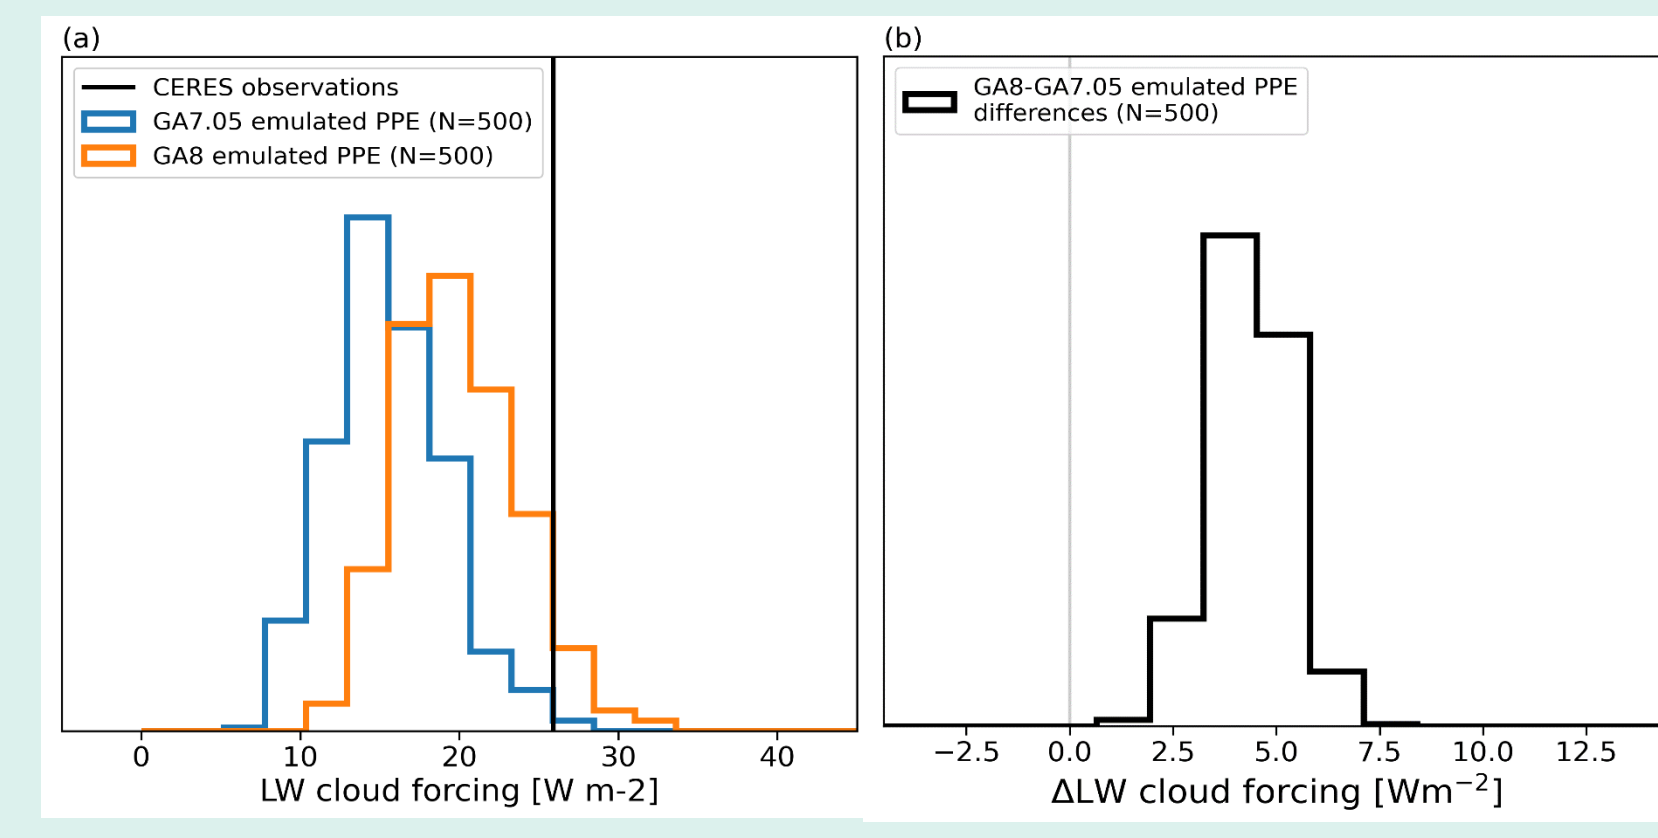 (a)
CERES observations
GA7.05 emulated PPE (N=500)
GA8 emulated PPE (N=500)
0 10 20 30 40
LW cloud forcing [W m-2]
(b)
GA8-GA7.05 emulated PPE
differences (N=500)
−2.5 0.0 2.5 5.0 7.5 10.0 12.5
ΔLW cloud forcing [Wm⁻²]